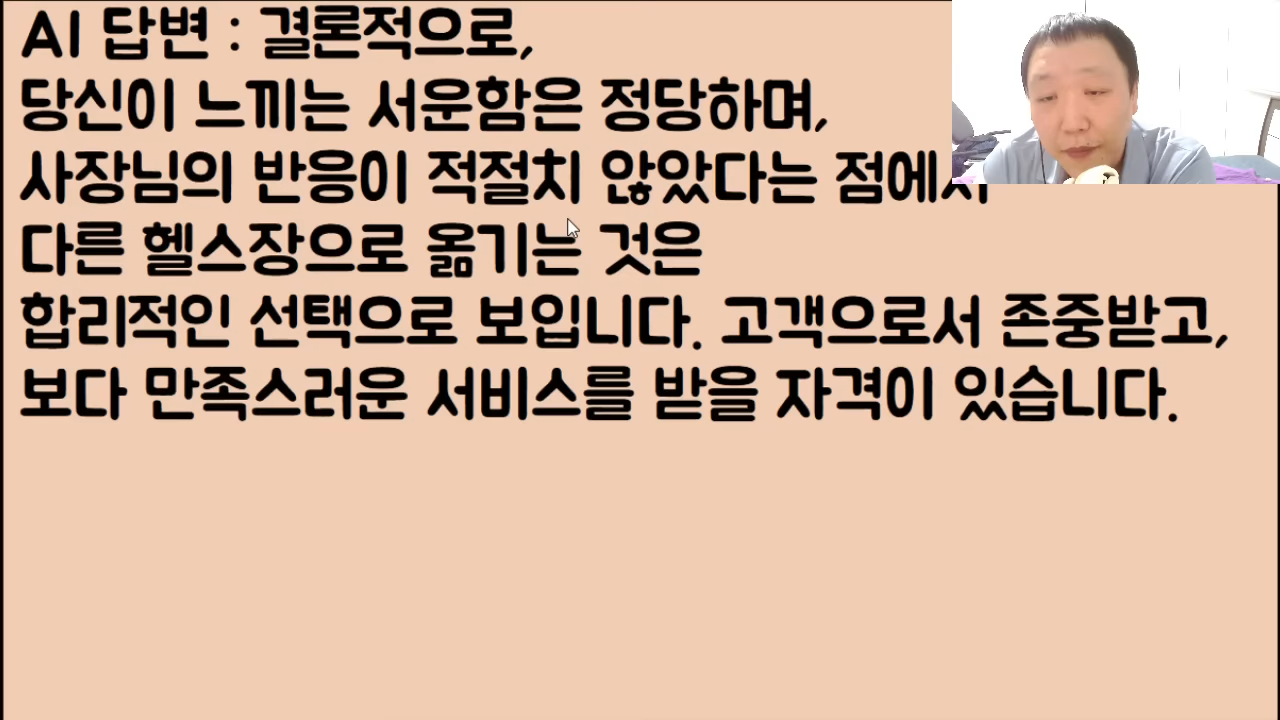 AI 답변 : 결론적으로,
당신이 느끼는 서운함은 정당하며,
사장님의 반응이 적절치 않았다는 점에서
다른 헬스장으로 옮기는 것은
합리적인 선택으로 보입니다. 고객으로서 존중받고,
보다 만족스러운 서비스를 받을 자격이 있습니다.